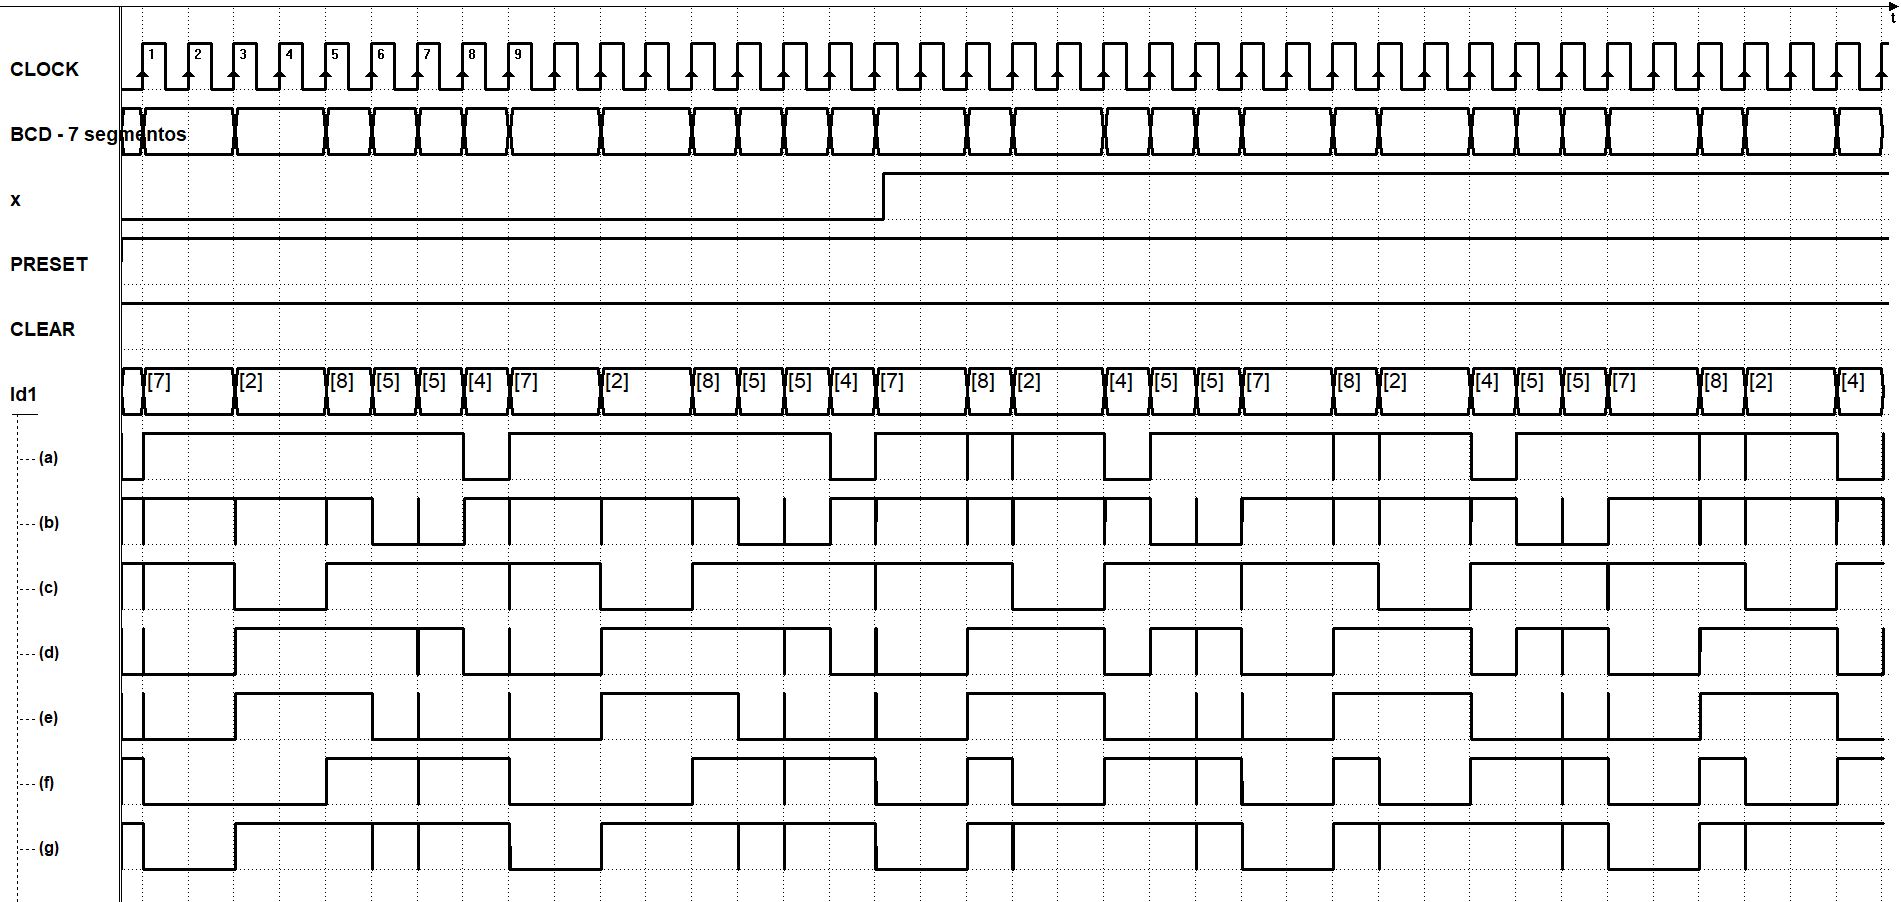 t
CLOCK 1 2 3 4 5 6 7 8 9
BCD - 7 segmentos
x
PRESET
CLEAR
ld1 [7] [2] [8] [5] [5] [4] [7] [2] [8] [5] [5] [4] [7] [8] [2] [4] [5] [5] [7] [8] [2] [4] [5] [5] [7] [8] [2] [4]
(a)
(b)
(c)
(d)
(e)
(f)
(g)